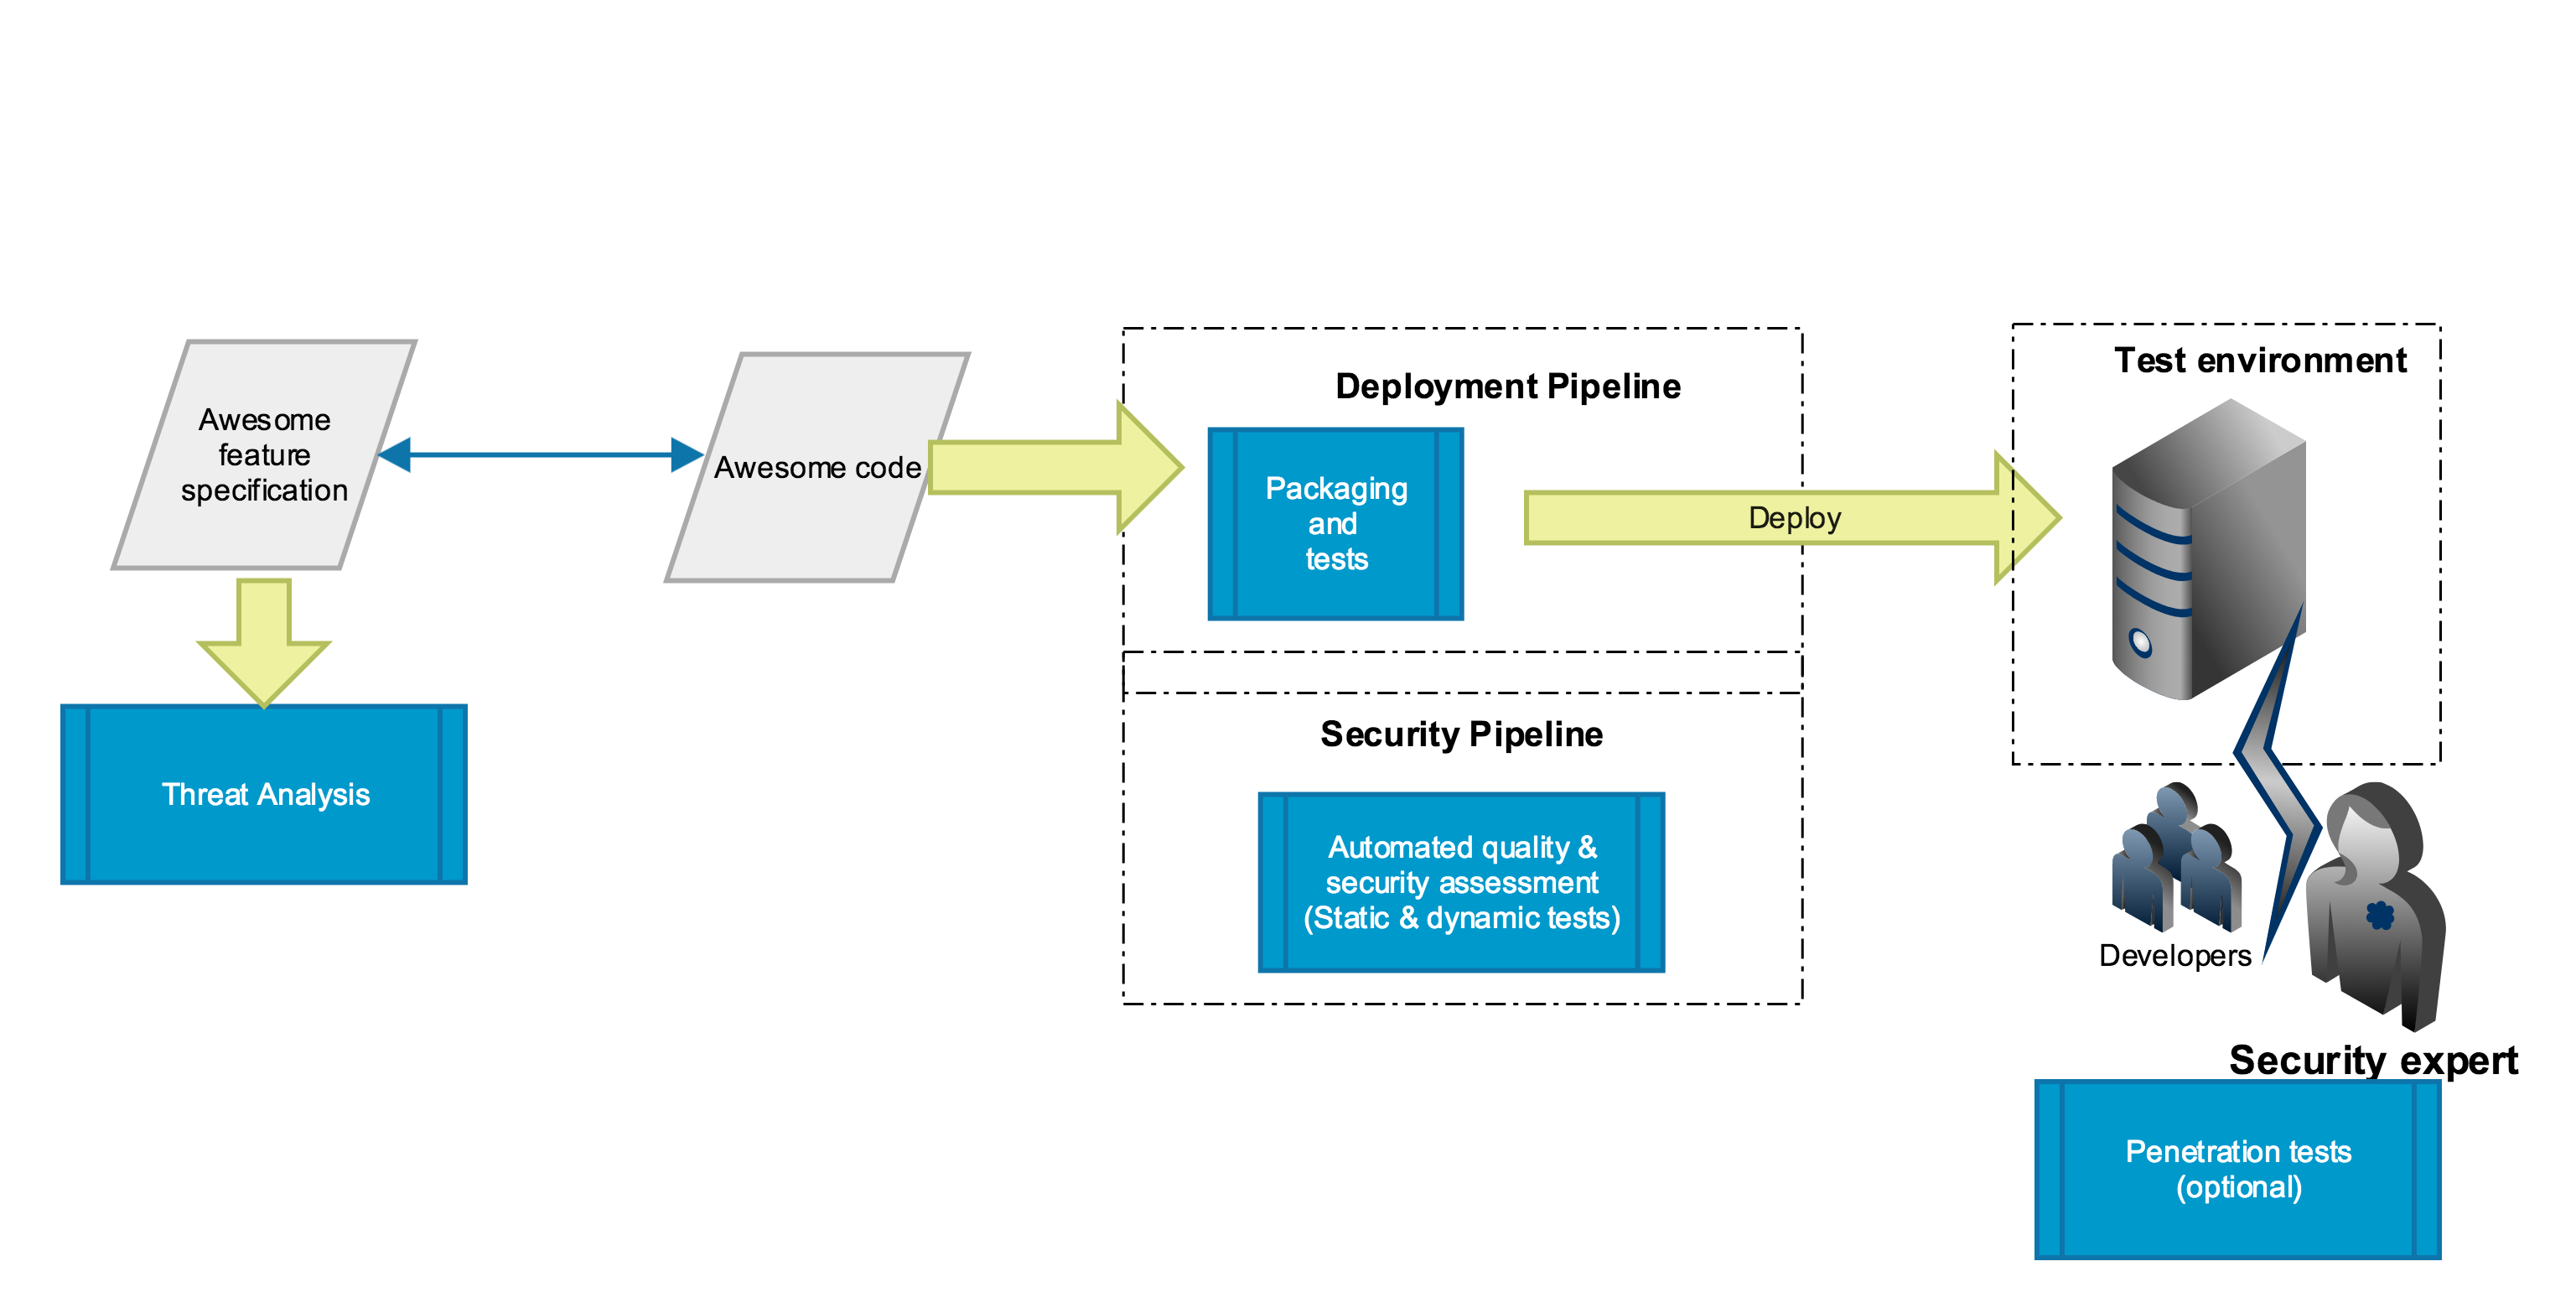 Awesome
feature
specification
Awesome code
Threat Analysis
Deployment Pipeline
Packaging
and
tests
Deploy
Security Pipeline
Automated quality &
security assessment
(Static & dynamic tests)
Test environment
Developers
Security expert
Penetration tests
(optional)